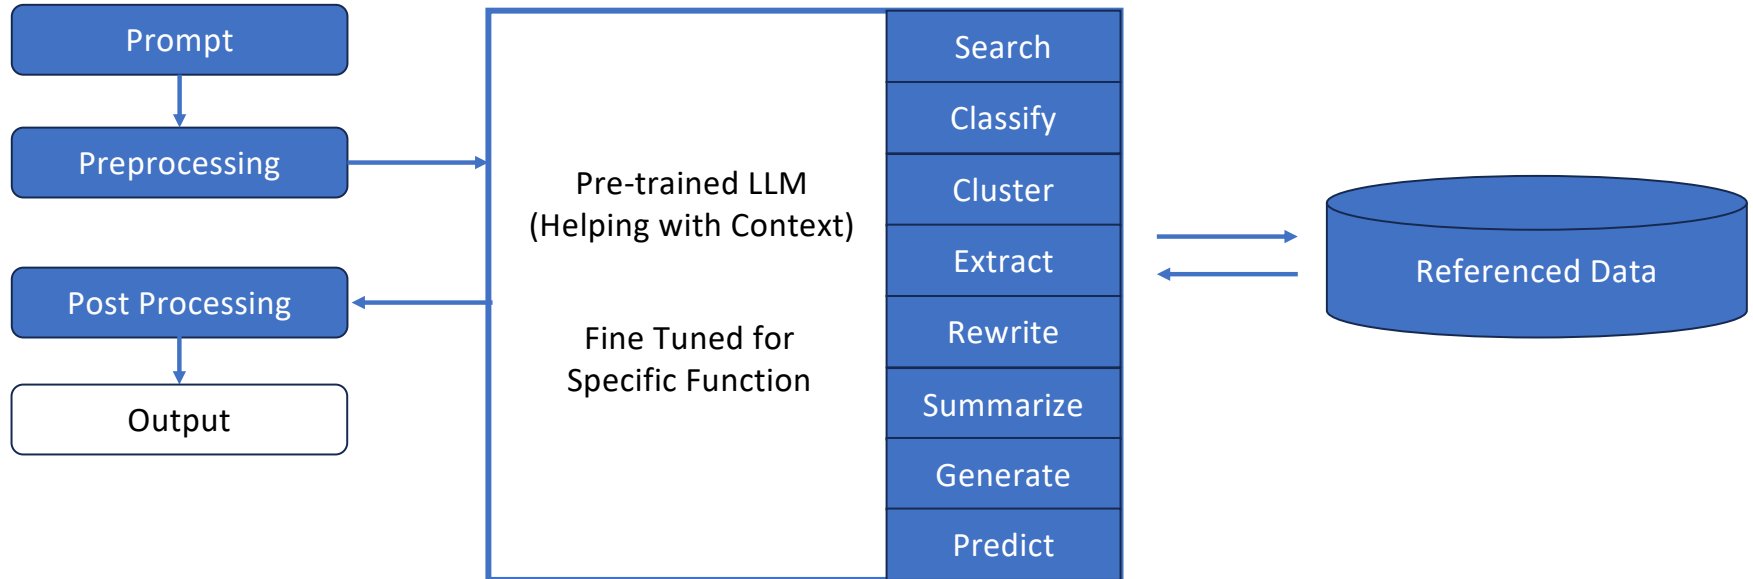 Prompt
Preprocessing
Post Processing
Output
Pre-trained LLM
(Helping with Context)
Fine Tuned for
Specific Function
Search
Classify
Cluster
Extract
Rewrite
Summarize
Generate
Predict
Referenced Data